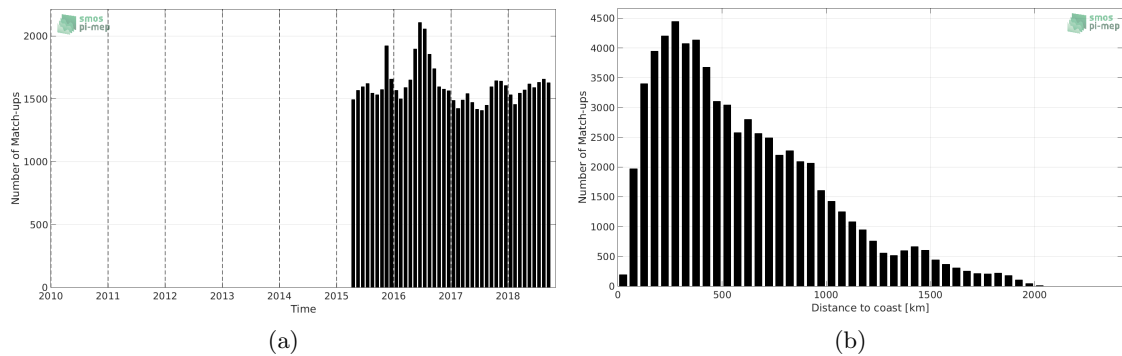 smos
pi-mep
Number of Match-ups
2000
1500
1000
500
0
2010 2011 2012 2013 2014 2015 2016 2017 2018
Time
(a)
smos
pi-mep
Number of Match-ups
4500
4000
3500
3000
2500
2000
1500
1000
500
0
0 500 1000 1500 2000
Distance to coast [km]
(b)